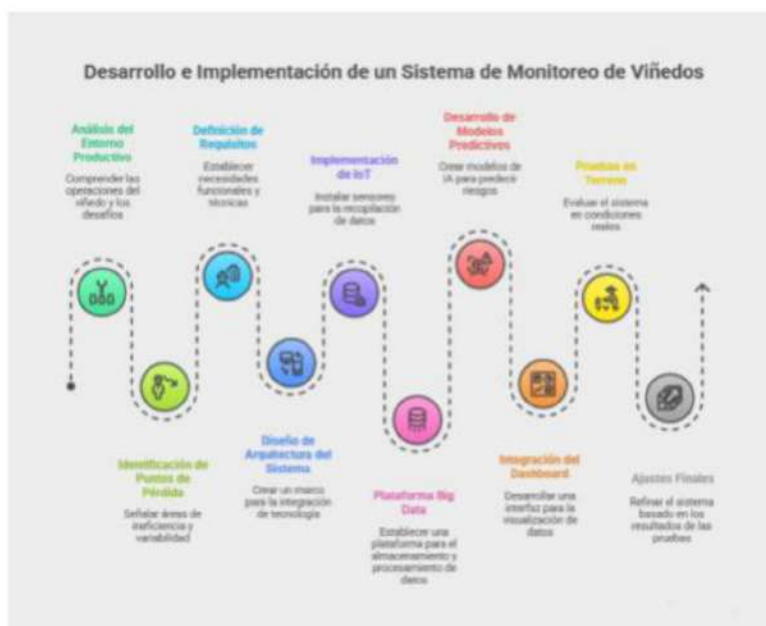 Desarrollo e Implementación de un Sistema de Monitoreo de Viñedos
Análisis del
Entorno
Productivo
Comprender las
operaciones del
viñedo y los
desafíos
Identificación de
Puntos de
Pérdida
Señalar áreas de
ineficiencia y
variabilidad
Definición de
Requisitos
Establecer
necesidades
funcionales y
técnicas
Diseño de
Arquitectura del
Sistema
Crear un marco
para la integración
de tecnología
Implementación
de IoT
Instalar sensores
para la recopilación
de datos
Plataforma Big
Data
Establecer una
plataforma para el
almacenamiento y
procesamiento de
datos
Desarrollo de
Modelos
Predictivos
Crear modelos de
IA para predecir
riesgos
Integración del
Dashboard
Desarrollar una
interfaz para la
visualización de
datos
Pruebas en
Terreno
Evaluar el sistema
en condiciones
reales
Ajustes Finales
Refinar el sistema
basado en los
resultados de las
pruebas